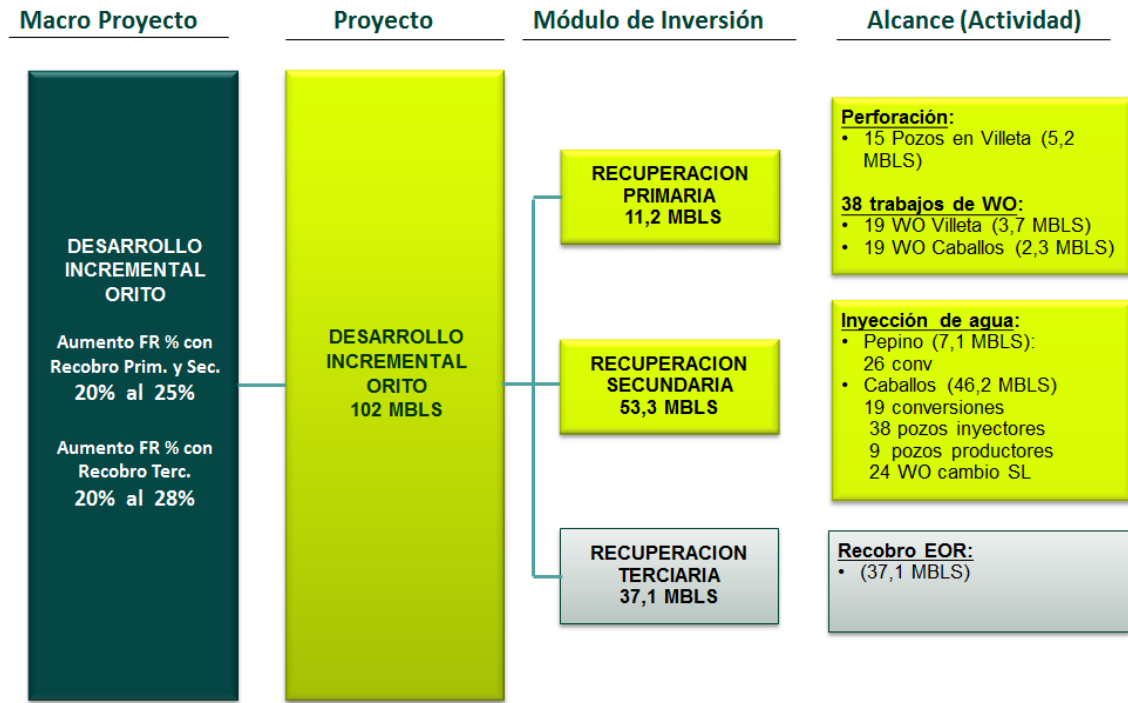 Macro Proyecto
Proyecto
Módulo de Inversión
Alcance (Actividad)
DESARROLLO
INCREMENTAL
ORITO
Aumento FR % con
Recobro Prim. y Sec.
20% al 25%
Aumento FR % con
Recobro Terc.
20% al 28%
DESARROLLO
INCREMENTAL
ORITO
102 MBLS
RECUPERACION
PRIMARIA
11,2 MBLS
RECUPERACION
SECUNDARIA
53,3 MBLS
RECUPERACION
TERCIARIA
37,1 MBLS
Perforación:
• 15 Pozos en Villeta (5,2
MBLS)
38 trabajos de WO:
• 19 WO Villeta (3,7 MBLS)
• 19 WO Caballos (2,3 MBLS)
Inyección de agua:
• Pepino (7,1 MBLS):
26 conv
• Caballos (46,2 MBLS)
19 conversiones
38 pozos inyectores
9 pozos productores
24 WO cambio SL
Recobro EOR:
• (37,1 MBLS)